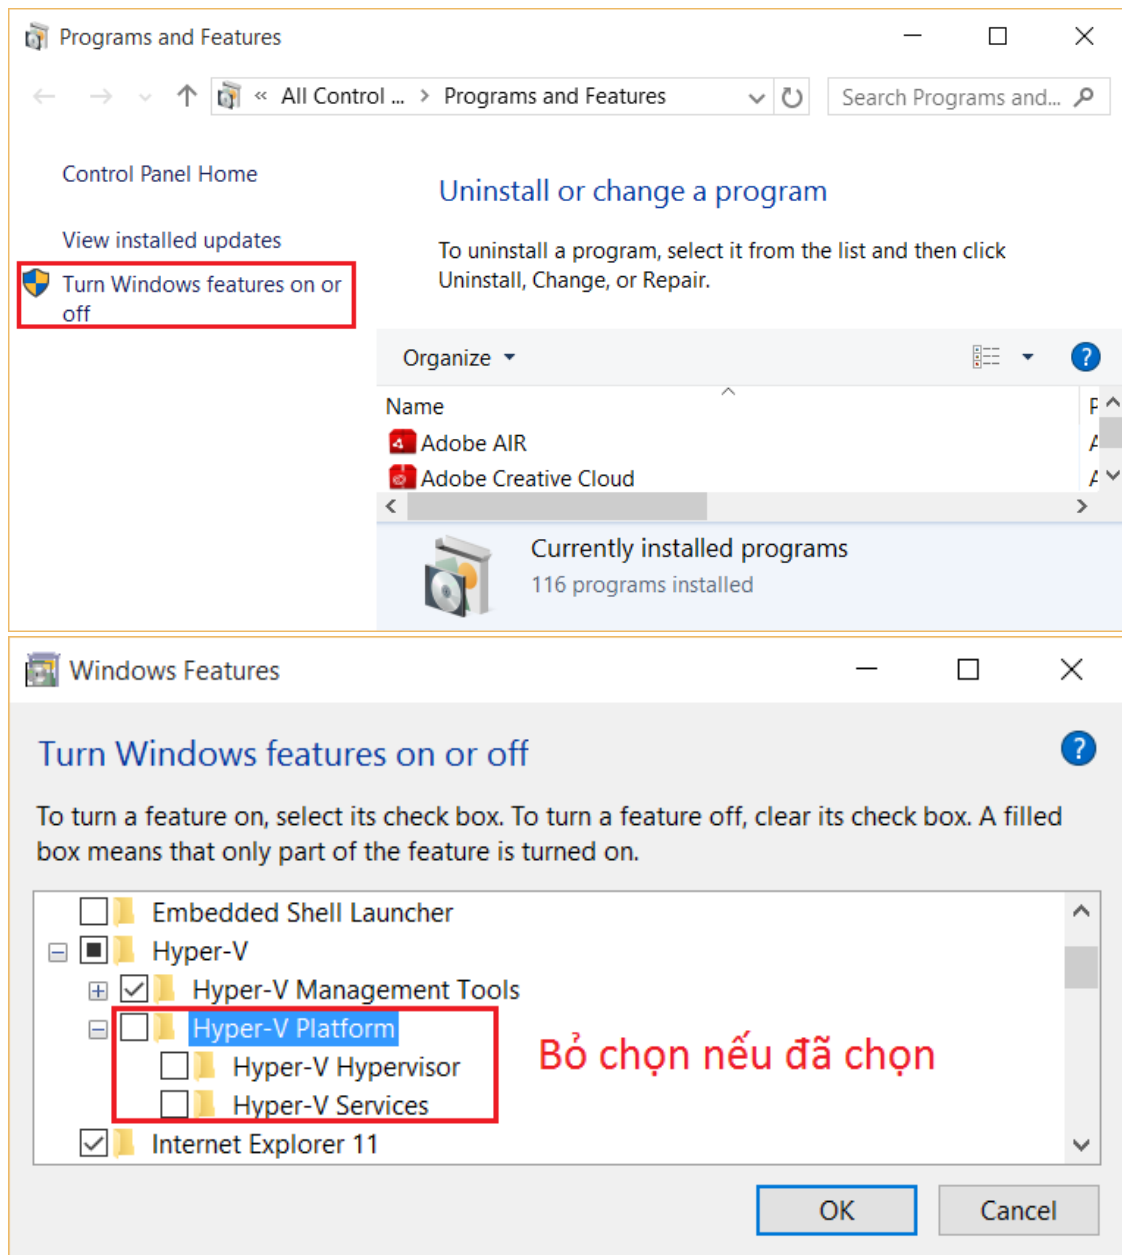 Programs and Features
« All Control ... > Programs and Features
Search Programs and...
Control Panel Home
View installed updates
Turn Windows features on or
off
Uninstall or change a program
To uninstall a program, select it from the list and then click
Uninstall, Change, or Repair.
Organize
Name
P
Adobe AIR
A
Adobe Creative Cloud
A
Currently installed programs
116 programs installed
Windows Features
Turn Windows features on or off
To turn a feature on, select its check box. To turn a feature off, clear its check box. A filled
box means that only part of the feature is turned on.
Embedded Shell Launcher
Hyper-V
Hyper-V Management Tools
Hyper-V Platform
Hyper-V Hypervisor
Hyper-V Services
Bỏ chọn nếu đã chọn
Internet Explorer 11
OK
Cancel